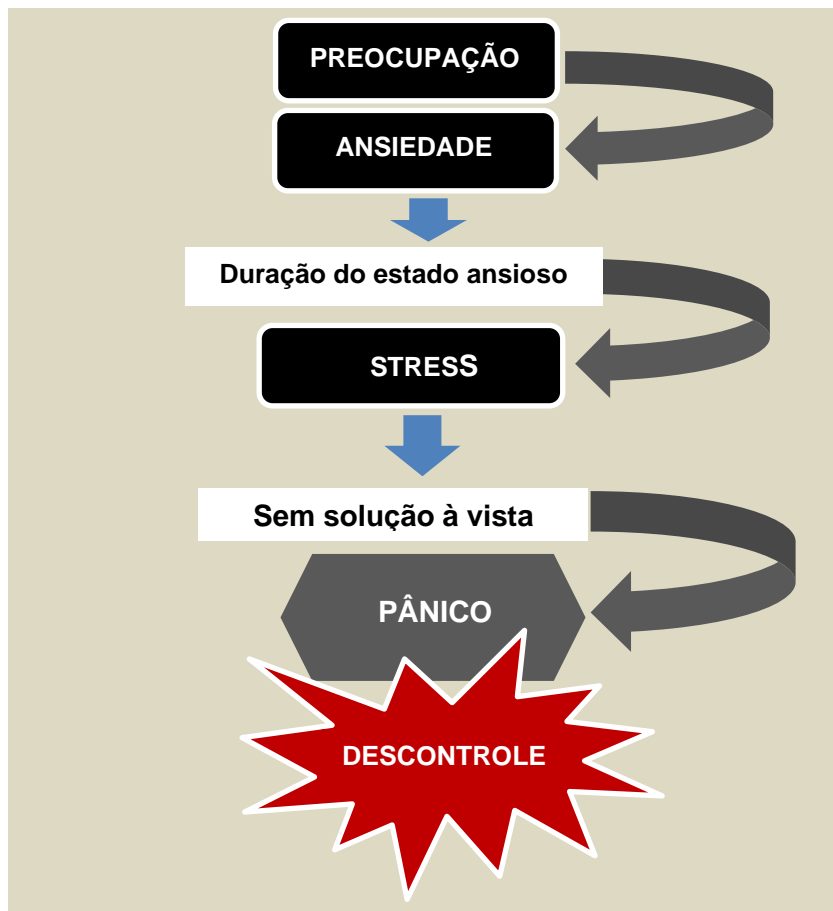 PREOCUPAÇÃO
ANSIEDADE
Duração do estado ansioso
STRESS
Sem solução à vista
PÂNICO
DESCONTROLE